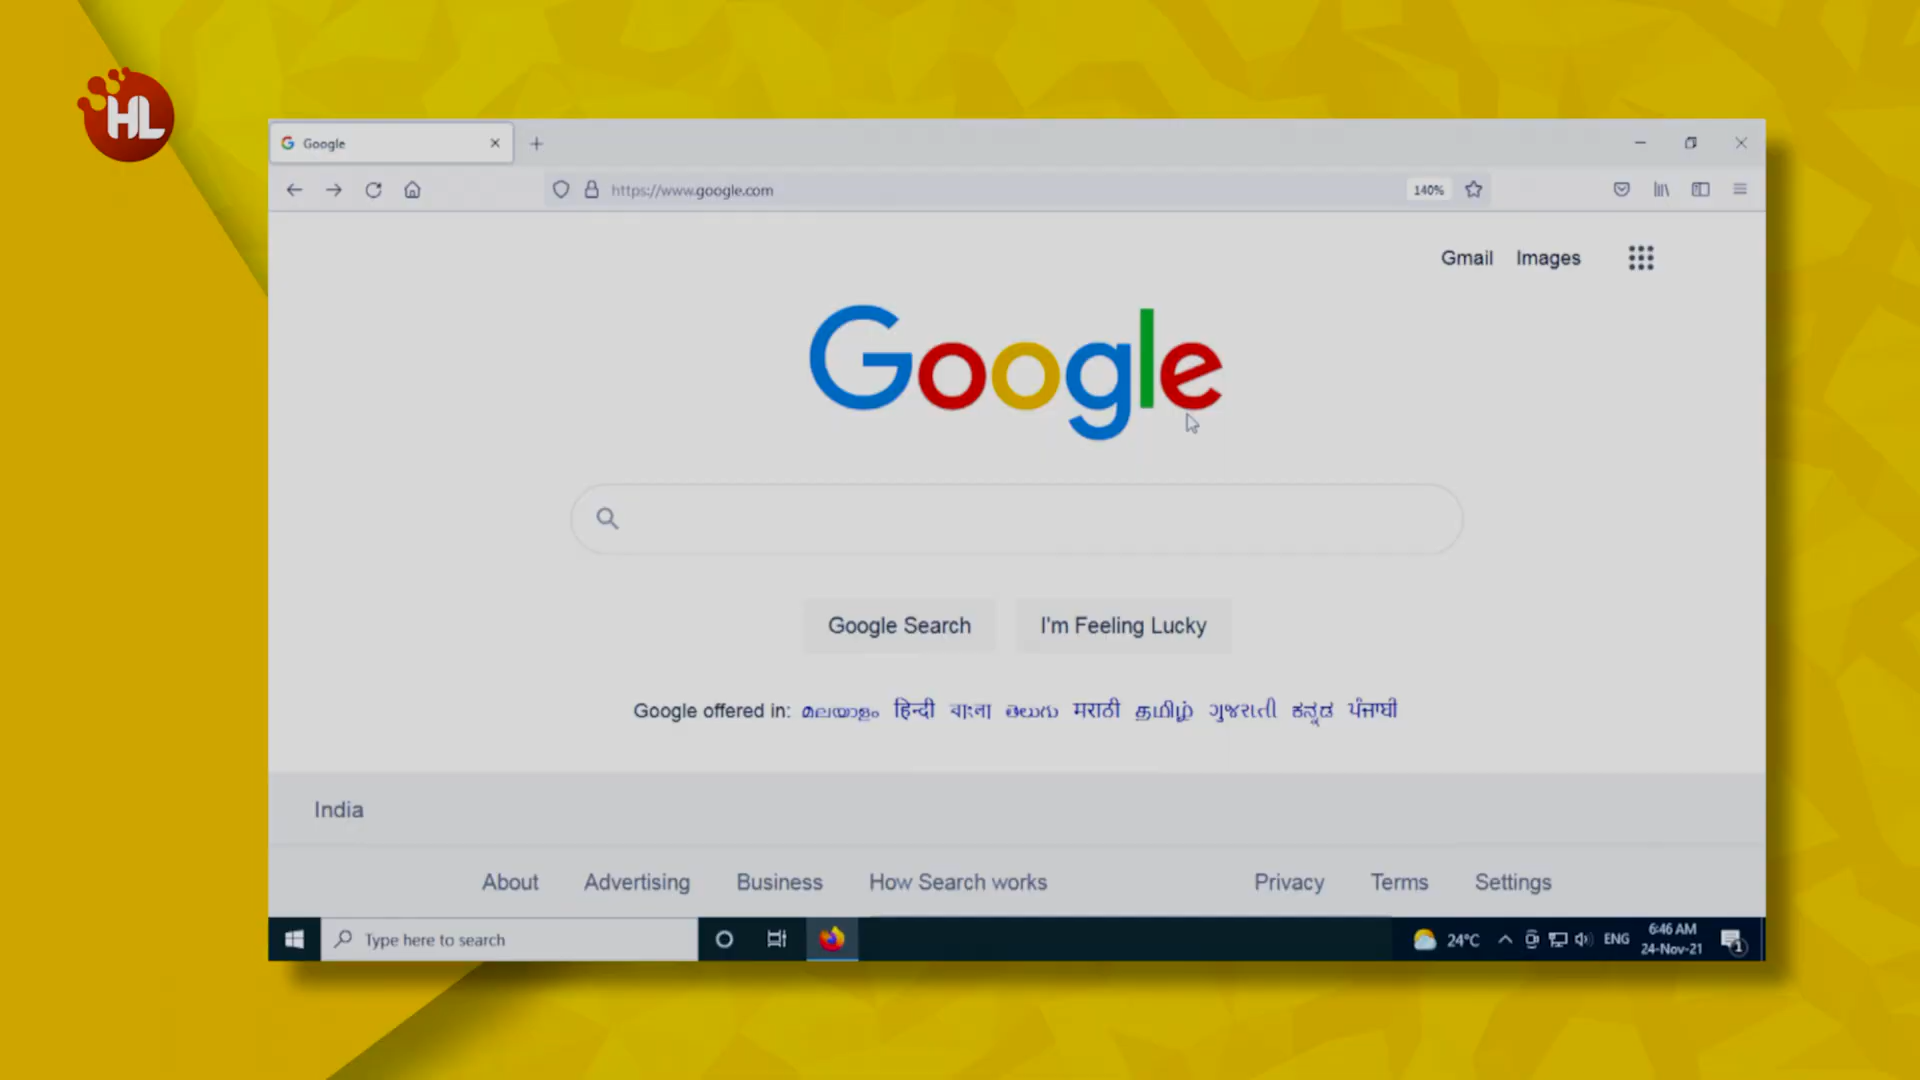 HL
Google
https://www.google.com 140%
Gmail Images
Google
Google Search I'm Feeling Lucky
Google offered in: മലയാളം हिन्दी বাংলা తెలుగు मराठी தமிழ் ગુજરાતી ಕನ್ನಡ ਪੰਜਾਬੀ
India
About Advertising Business How Search works Privacy Terms Settings
Type here to search 24°C ENG 6:46 AM
24-Nov-21 1